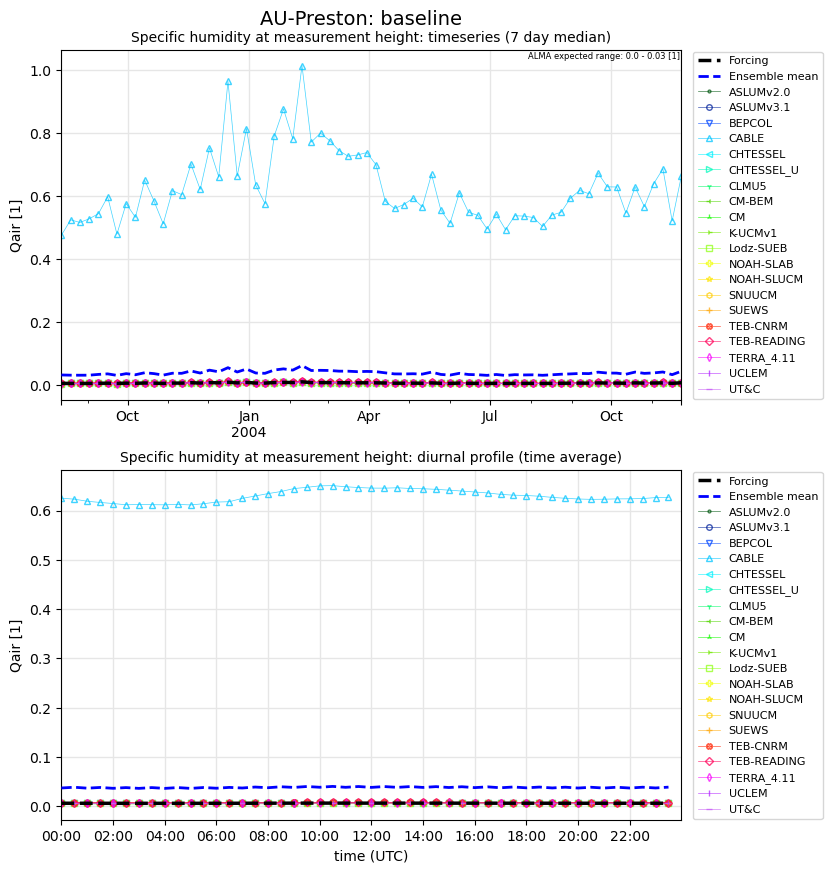 AU-Preston: baseline
Specific humidity at measurement height: timeseries (7 day median)
ALMA expected range: 0.0 - 0.03 [1]
1.0
0.8
0.6
0.4
0.2
0.0
Qair [1]
Oct
Jan
2004
Apr
Jul
Oct
Forcing
Ensemble mean
ASLUMv2.0
ASLUMv3.1
BEPCOL
CABLE
CHTESSEL
CHTESSEL_U
CLMU5
CM-BEM
CM
K-UCMv1
Lodz-SUEB
NOAH-SLAB
NOAH-SLUCM
SNUUCM
SUEWS
TEB-CNRM
TEB-READING
TERRA_4.11
UCLEM
UT&C
Specific humidity at measurement height: diurnal profile (time average)
0.6
0.5
0.4
0.3
0.2
0.1
0.0
Qair [1]
00:00
02:00
04:00
06:00
08:00
10:00
12:00
14:00
16:00
18:00
20:00
22:00
time (UTC)
Forcing
Ensemble mean
ASLUMv2.0
ASLUMv3.1
BEPCOL
CABLE
CHTESSEL
CHTESSEL_U
CLMU5
CM-BEM
CM
K-UCMv1
Lodz-SUEB
NOAH-SLAB
NOAH-SLUCM
SNUUCM
SUEWS
TEB-CNRM
TEB-READING
TERRA_4.11
UCLEM
UT&C